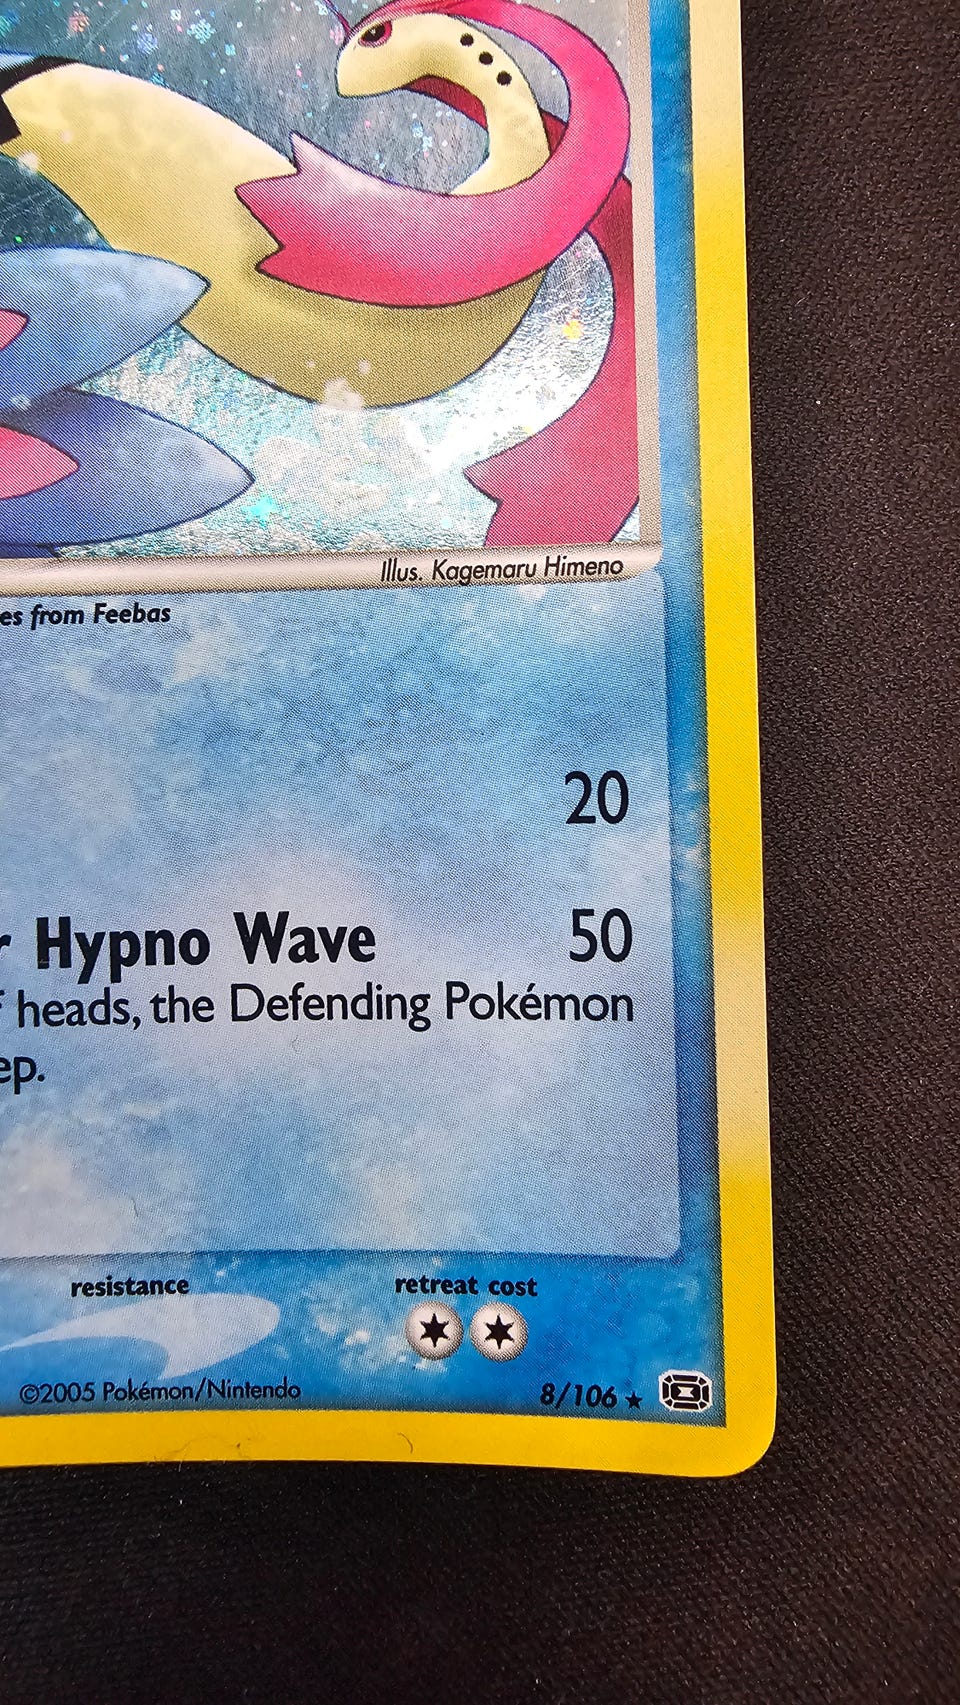 Illus. Kagemaru Himeno
es from Feebas
20
r Hypno Wave 50
f heads, the Defending Pokémon
ep.
resistance retreat cost
©2005 Pokémon/Nintendo 8/106 ★